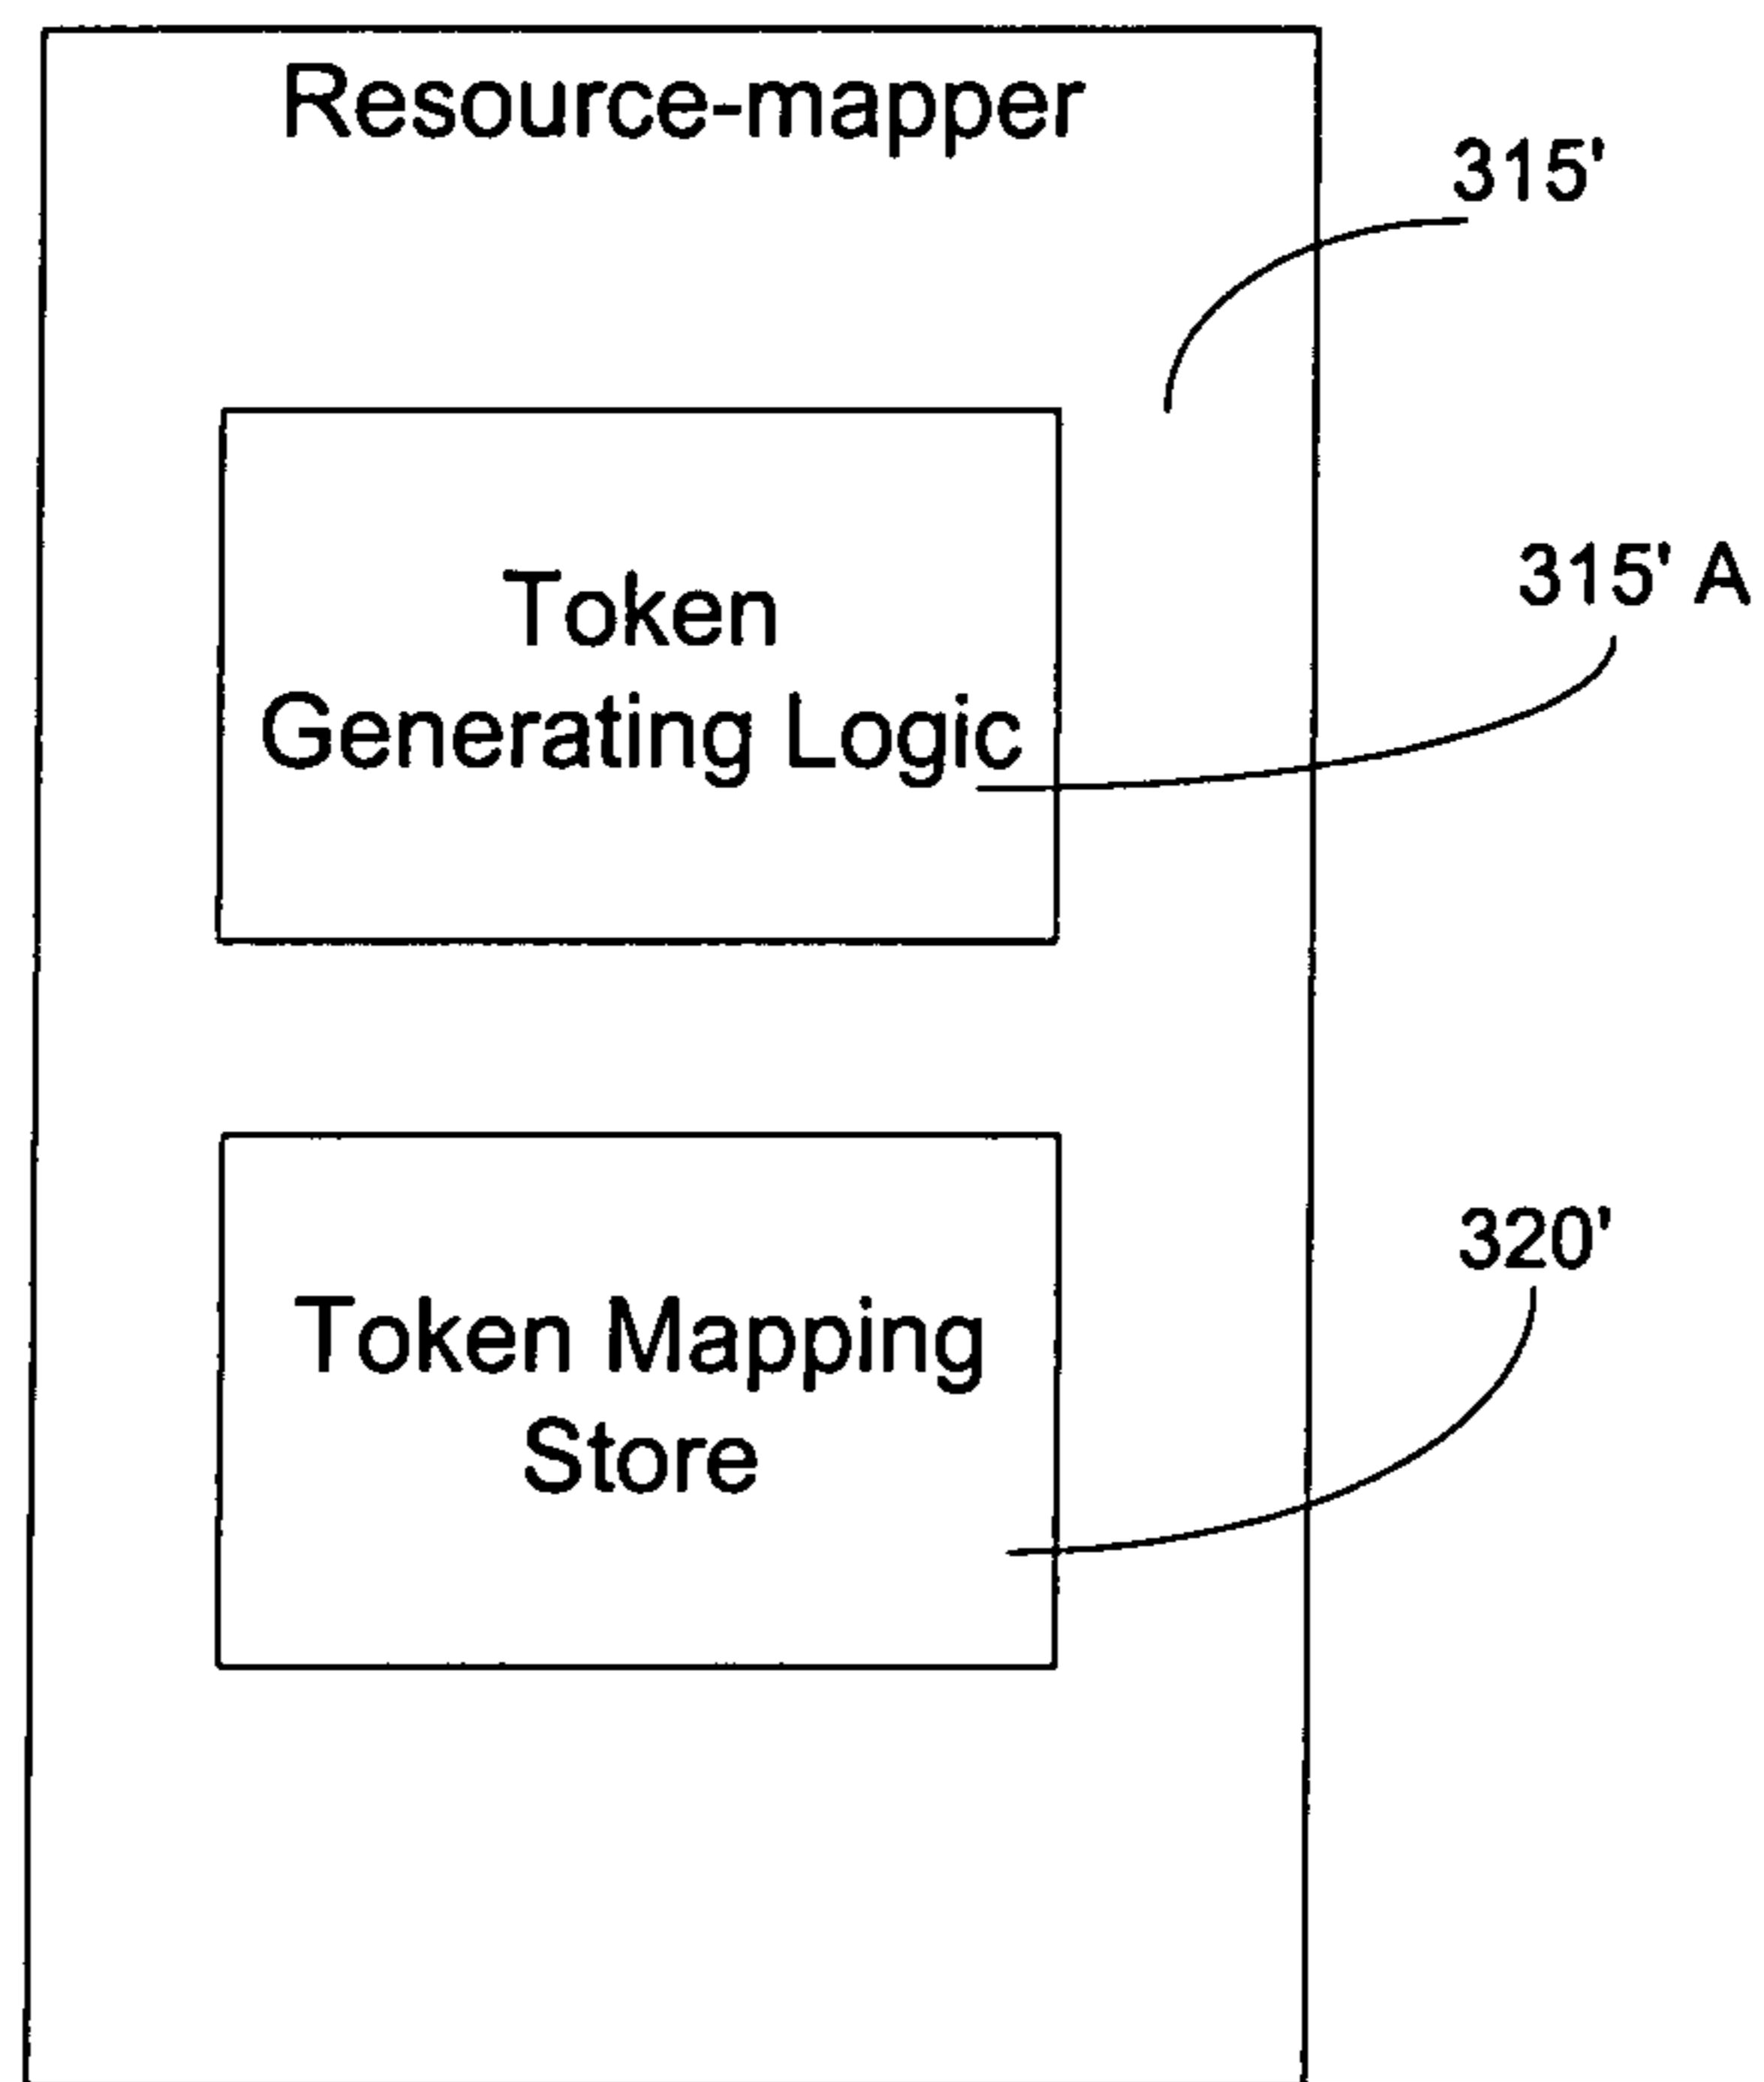 Resource-mapper
315'
Token
Generating Logic
315' A
Token Mapping
Store
320'